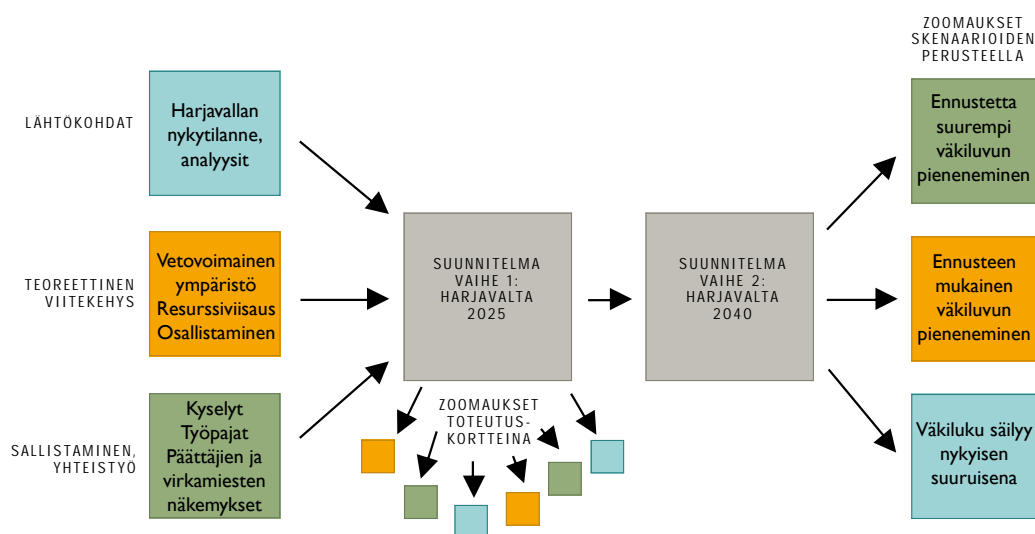 LÄHTÖKOHDAT
Harjavallan
nykytilanne,
analyysit
TEOREETTINEN
VIITEKEHYS
Vetovoimainen
ympäristö
Resurssiviisaus
Osallistaminen
SALLISTAMINEN,
YHTEISTYÖ
Kyselyt
Työpajat
Päättäjien ja
virkamiesten
näkemykset
SUUNNITELMA
VAIHE 1:
HARJAVALTA
2025
ZOOMAUKSET
TOTEUTUS-
KORTTEINA
SUUNNITELMA
VAIHE 2:
HARJAVALTA
2040
ZOOMAUKSET
SKENAARIOIDEN
PERUSTEELLA
Ennustetta
suurempi
väkiluvun
pieneneminen
Ennusteen
mukainen
väkiluvun
pieneneminen
Väkiluku säilyy
nykyisen
suuruisena